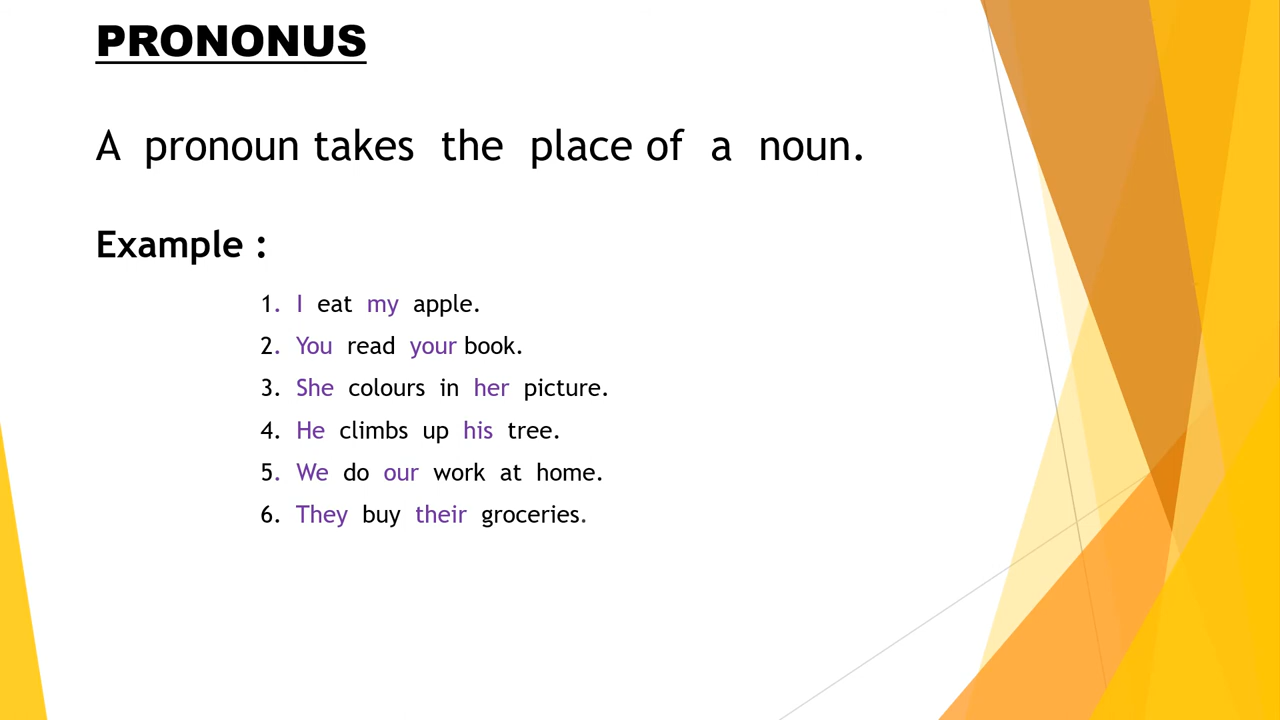 PRONONUS
A pronoun takes the place of a noun.
Example :
1. I eat my apple.
2. You read your book.
3. She colours in her picture.
4. He climbs up his tree.
5. We do our work at home.
6. They buy their groceries.